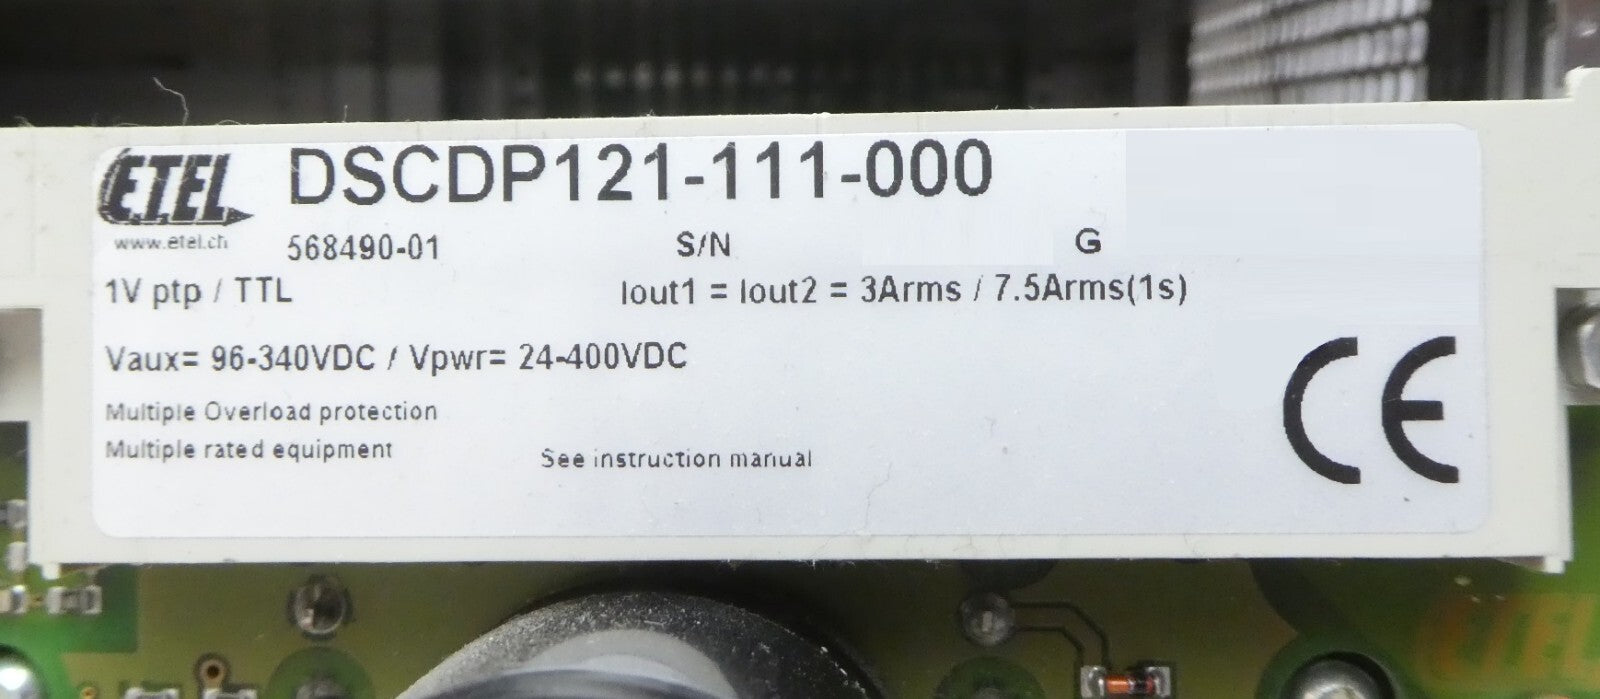 E.T.E.L.
DSCDP121-111-000
www.etel.ch
568490-01 S/N G
1V ptp / TTL Iout1 = Iout2 = 3Arms / 7.5Arms(1s)
Vaux= 96-340VDC / Vpwr= 24-400VDC
Multiple Overload protection
Multiple rated equipment See instruction manual
CE
E.T.E.L